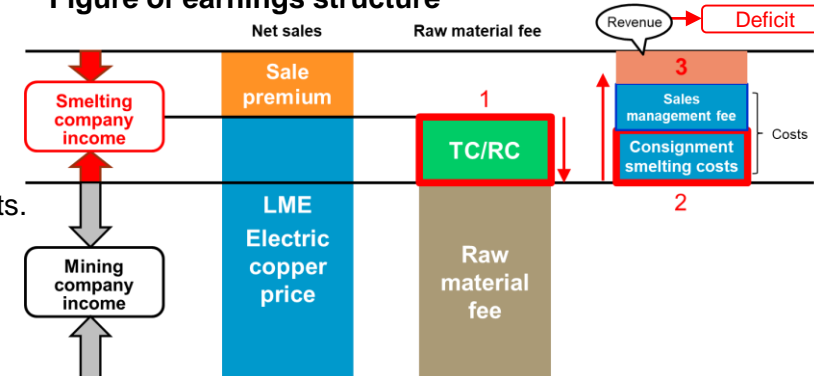 Figure of earnings structure
Net sales
Raw material fee
Revenue
Deficit
Sale
premium
1
3
Smelting
company
income
TC/RC
Sales
management fee
Costs
Consignment
smelting costs
ts.
2
LME
Electric
copper
price
Mining
company
income
Raw
material
fee